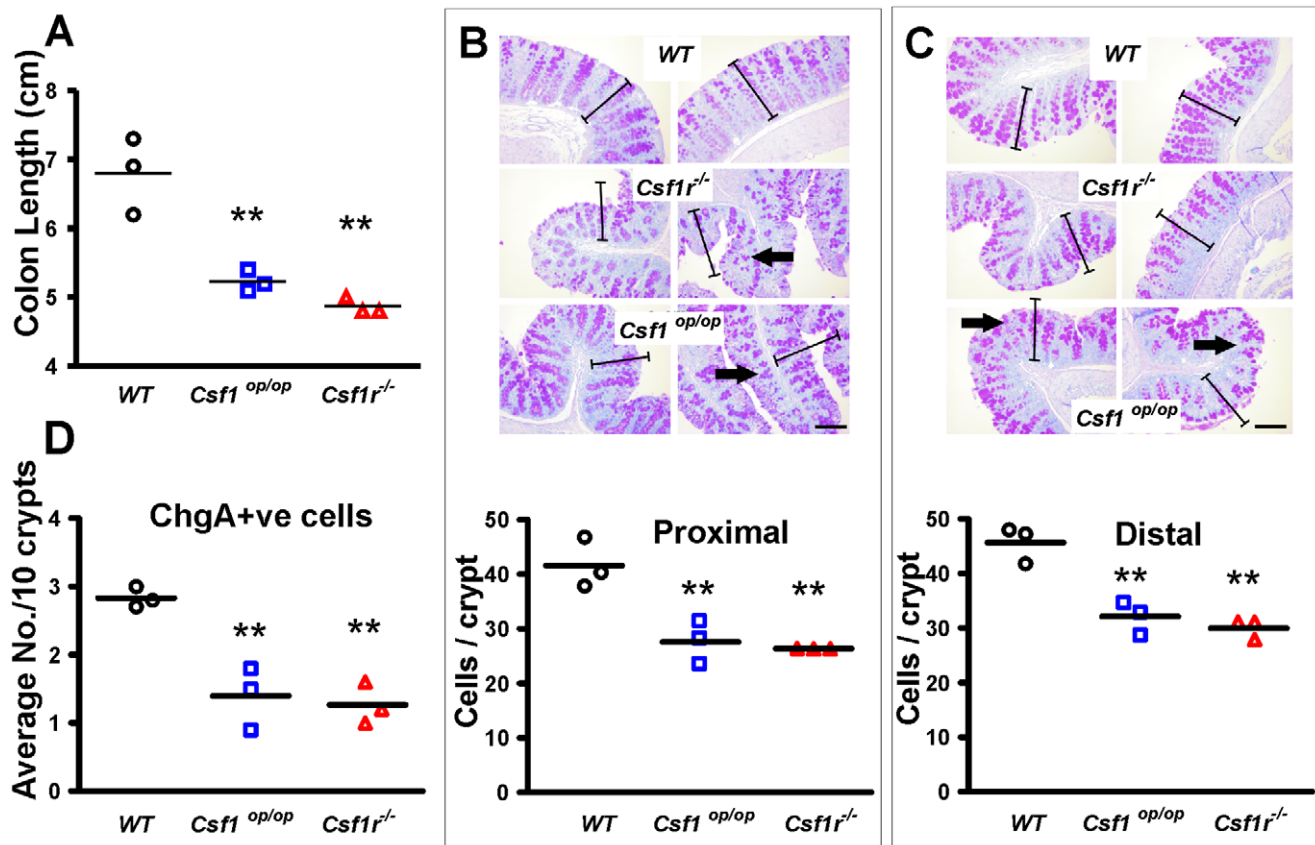 A
Colon Length (cm)
8
7
6
5
4
**
**
WT
Csf1 op/op
Csf1r-/-
B
WT
Csf1r-/-
Csf1 op/op
Proximal
Cells / crypt
50
40
30
20
10
0
**
**
WT
Csf1 op/op
Csf1r-/-
C
WT
Csf1r-/-
Csf1 op/op
Distal
Cells / crypt
50
40
30
20
10
0
**
**
WT
Csf1 op/op
Csf1r-/-
D
ChgA+ve cells
Average No./10 crypts
4
3
2
1
0
**
**
WT
Csf1 op/op
Csf1r-/-